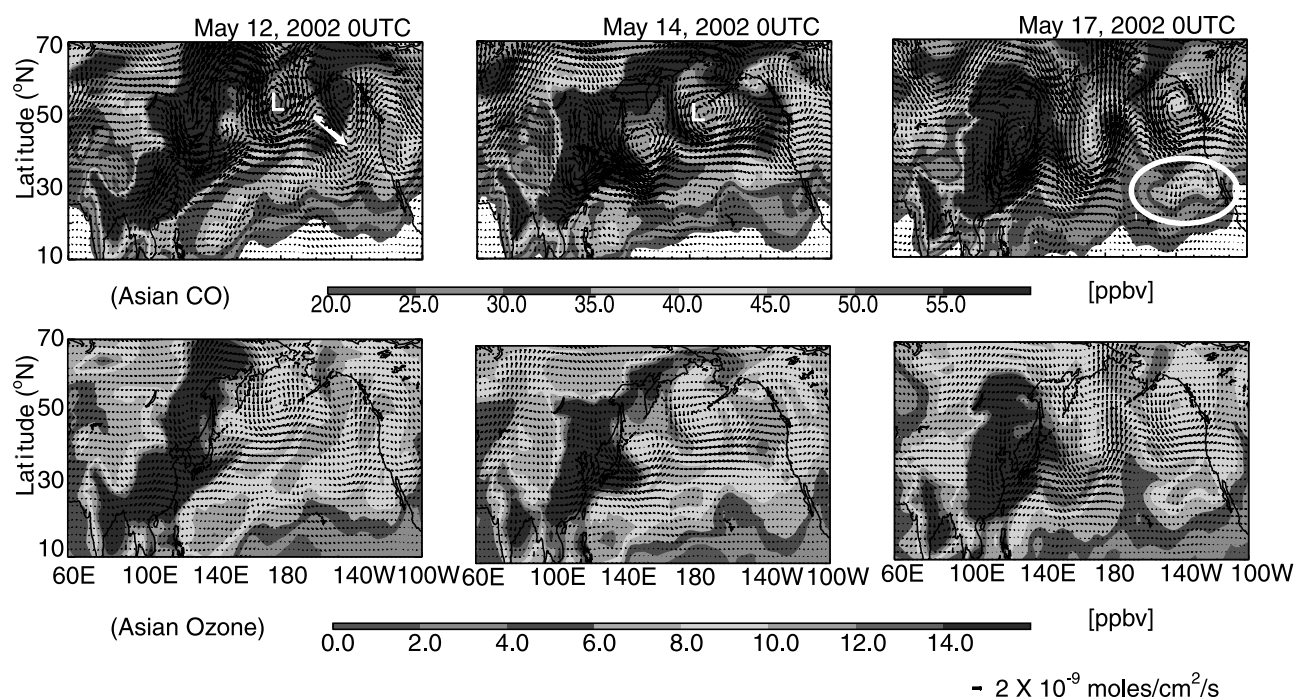 May 12, 2002 0UTC May 14, 2002 0UTC May 17, 2002 0UTC
70
50
30
10
Latitude (°N)
L
L
(Asian CO) 20.0 25.0 30.0 35.0 40.0 45.0 50.0 55.0 [ppbv]
70
50
30
10
Latitude (°N)
60E 100E 140E 180 140W 100W 60E 100E 140E 180 140W 100W 60E 100E 140E 180 140W 100W
(Asian Ozone) 0.0 2.0 4.0 6.0 8.0 10.0 12.0 14.0 [ppbv]
2 X 10⁻⁹ moles/cm²/s